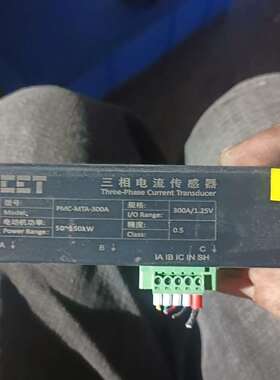 CET
三相电流传感器
Three-Phase Current Transducer
型号: PMC-MTA-300A 规格: 300A/1.25V
Model: I/O Range:
电动机功率: 50~150kW 精度: 0.5
Power Range: Class:
A B C
IA IB IC IN SH